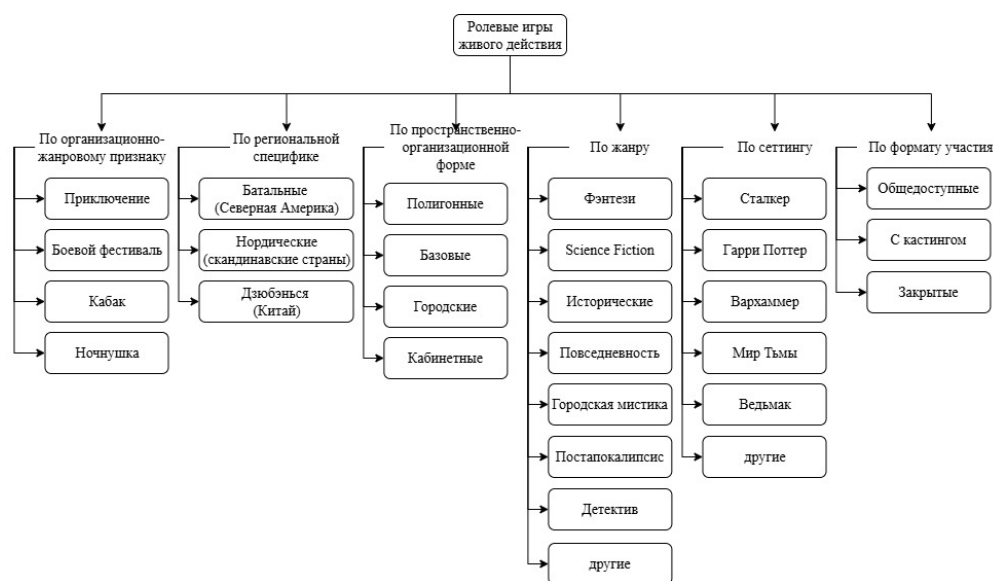 Ролевые игры
живого действия
По организационно-
жанровому признаку
Приключение
Боевой фестиваль
Кабак
Ночнушка
По региональной
специфике
Батальные
(Северная Америка)
Нордические
(скандинавские страны)
Дзюбэнься
(Китай)
По пространственно-
организационной
форме
Полигонные
Базовые
Городские
Кабинетные
По жанру
Фэнтези
Science Fiction
Исторические
Повседневность
Городская мистика
Постапокалипсис
Детектив
другие
По сеттингу
Сталкер
Гарри Поттер
Вархаммер
Мир Тьмы
Ведьмак
другие
По формату участия
Общедоступные
С кастингом
Закрытые